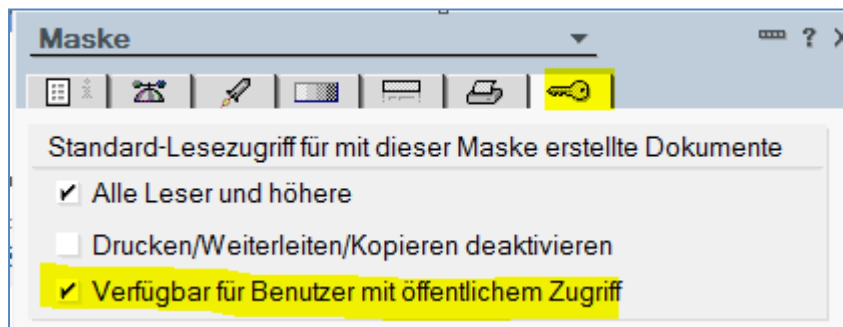 Maske
?
Standard-Lesezugriff für mit dieser Maske erstellte Dokumente
Alle Leser und höhere
Drucken/Weiterleiten/Kopieren deaktivieren
Verfügbar für Benutzer mit öffentlichem Zugriff